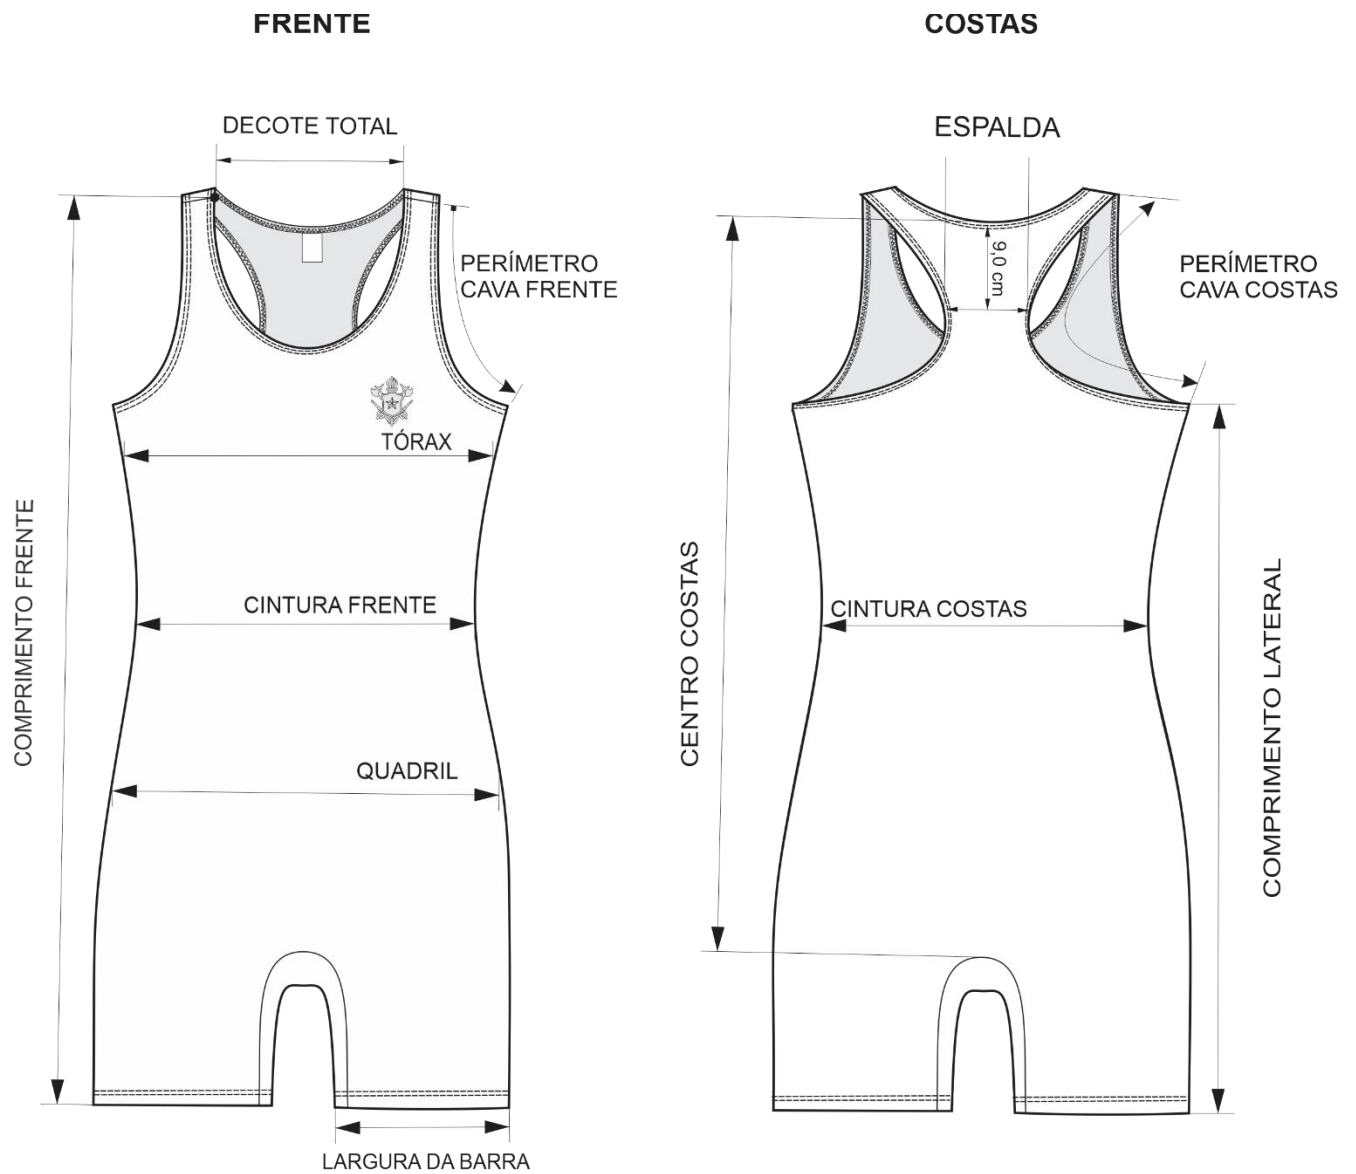 FRENTE
COSTAS
DECOTE TOTAL
ESPALDA
PERÍMETRO
CAVA FRENTE
9,0 cm
PERÍMETRO
CAVA COSTAS
TÓRAX
COMPRIMENTO FRENTE
CINTURA FRENTE
CENTRO COSTAS
CINTURA COSTAS
COMPRIMENTO LATERAL
QUADRIL
LARGURA DA BARRA